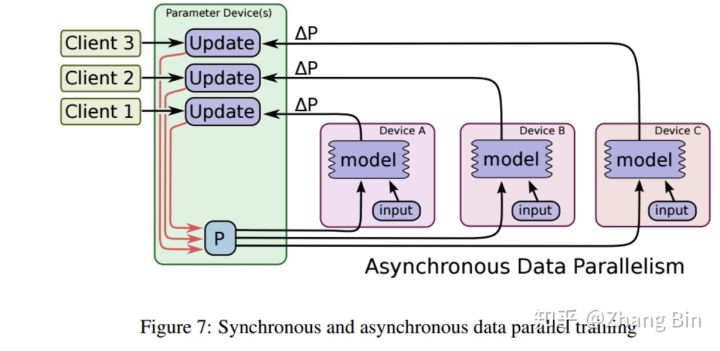 Parameter Device(s)
Client 3
Update
ΔP
Client 2
Update
ΔP
Client 1
Update
ΔP
Device A
model
input
Device B
model
input
Device C
model
input
P
Asynchronous Data Parallelism
知乎 @Zhang Bin
Figure 7: Synchronous and asynchronous data parallel training